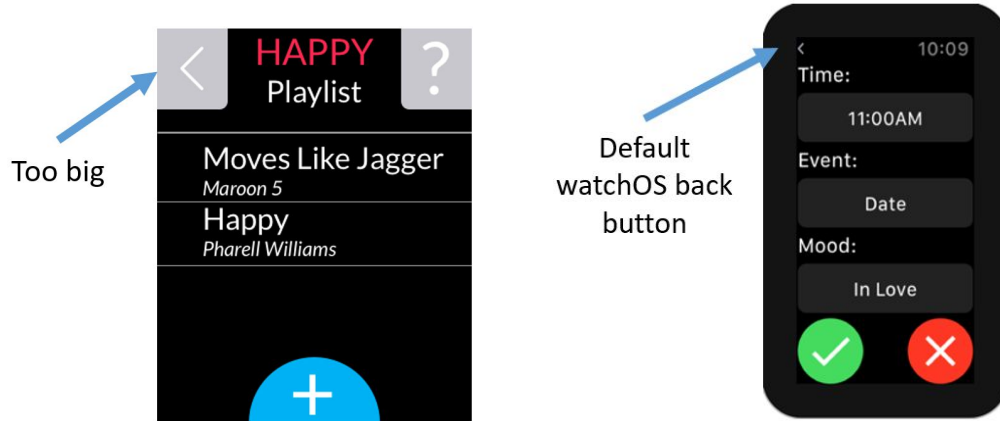 Too big
<
HAPPY
Playlist
?
Moves Like Jagger
Maroon 5
Happy
Pharell Williams
+
Default
watchOS back
button
<
10:09
Time:
11:00AM
Event:
Date
Mood:
In Love